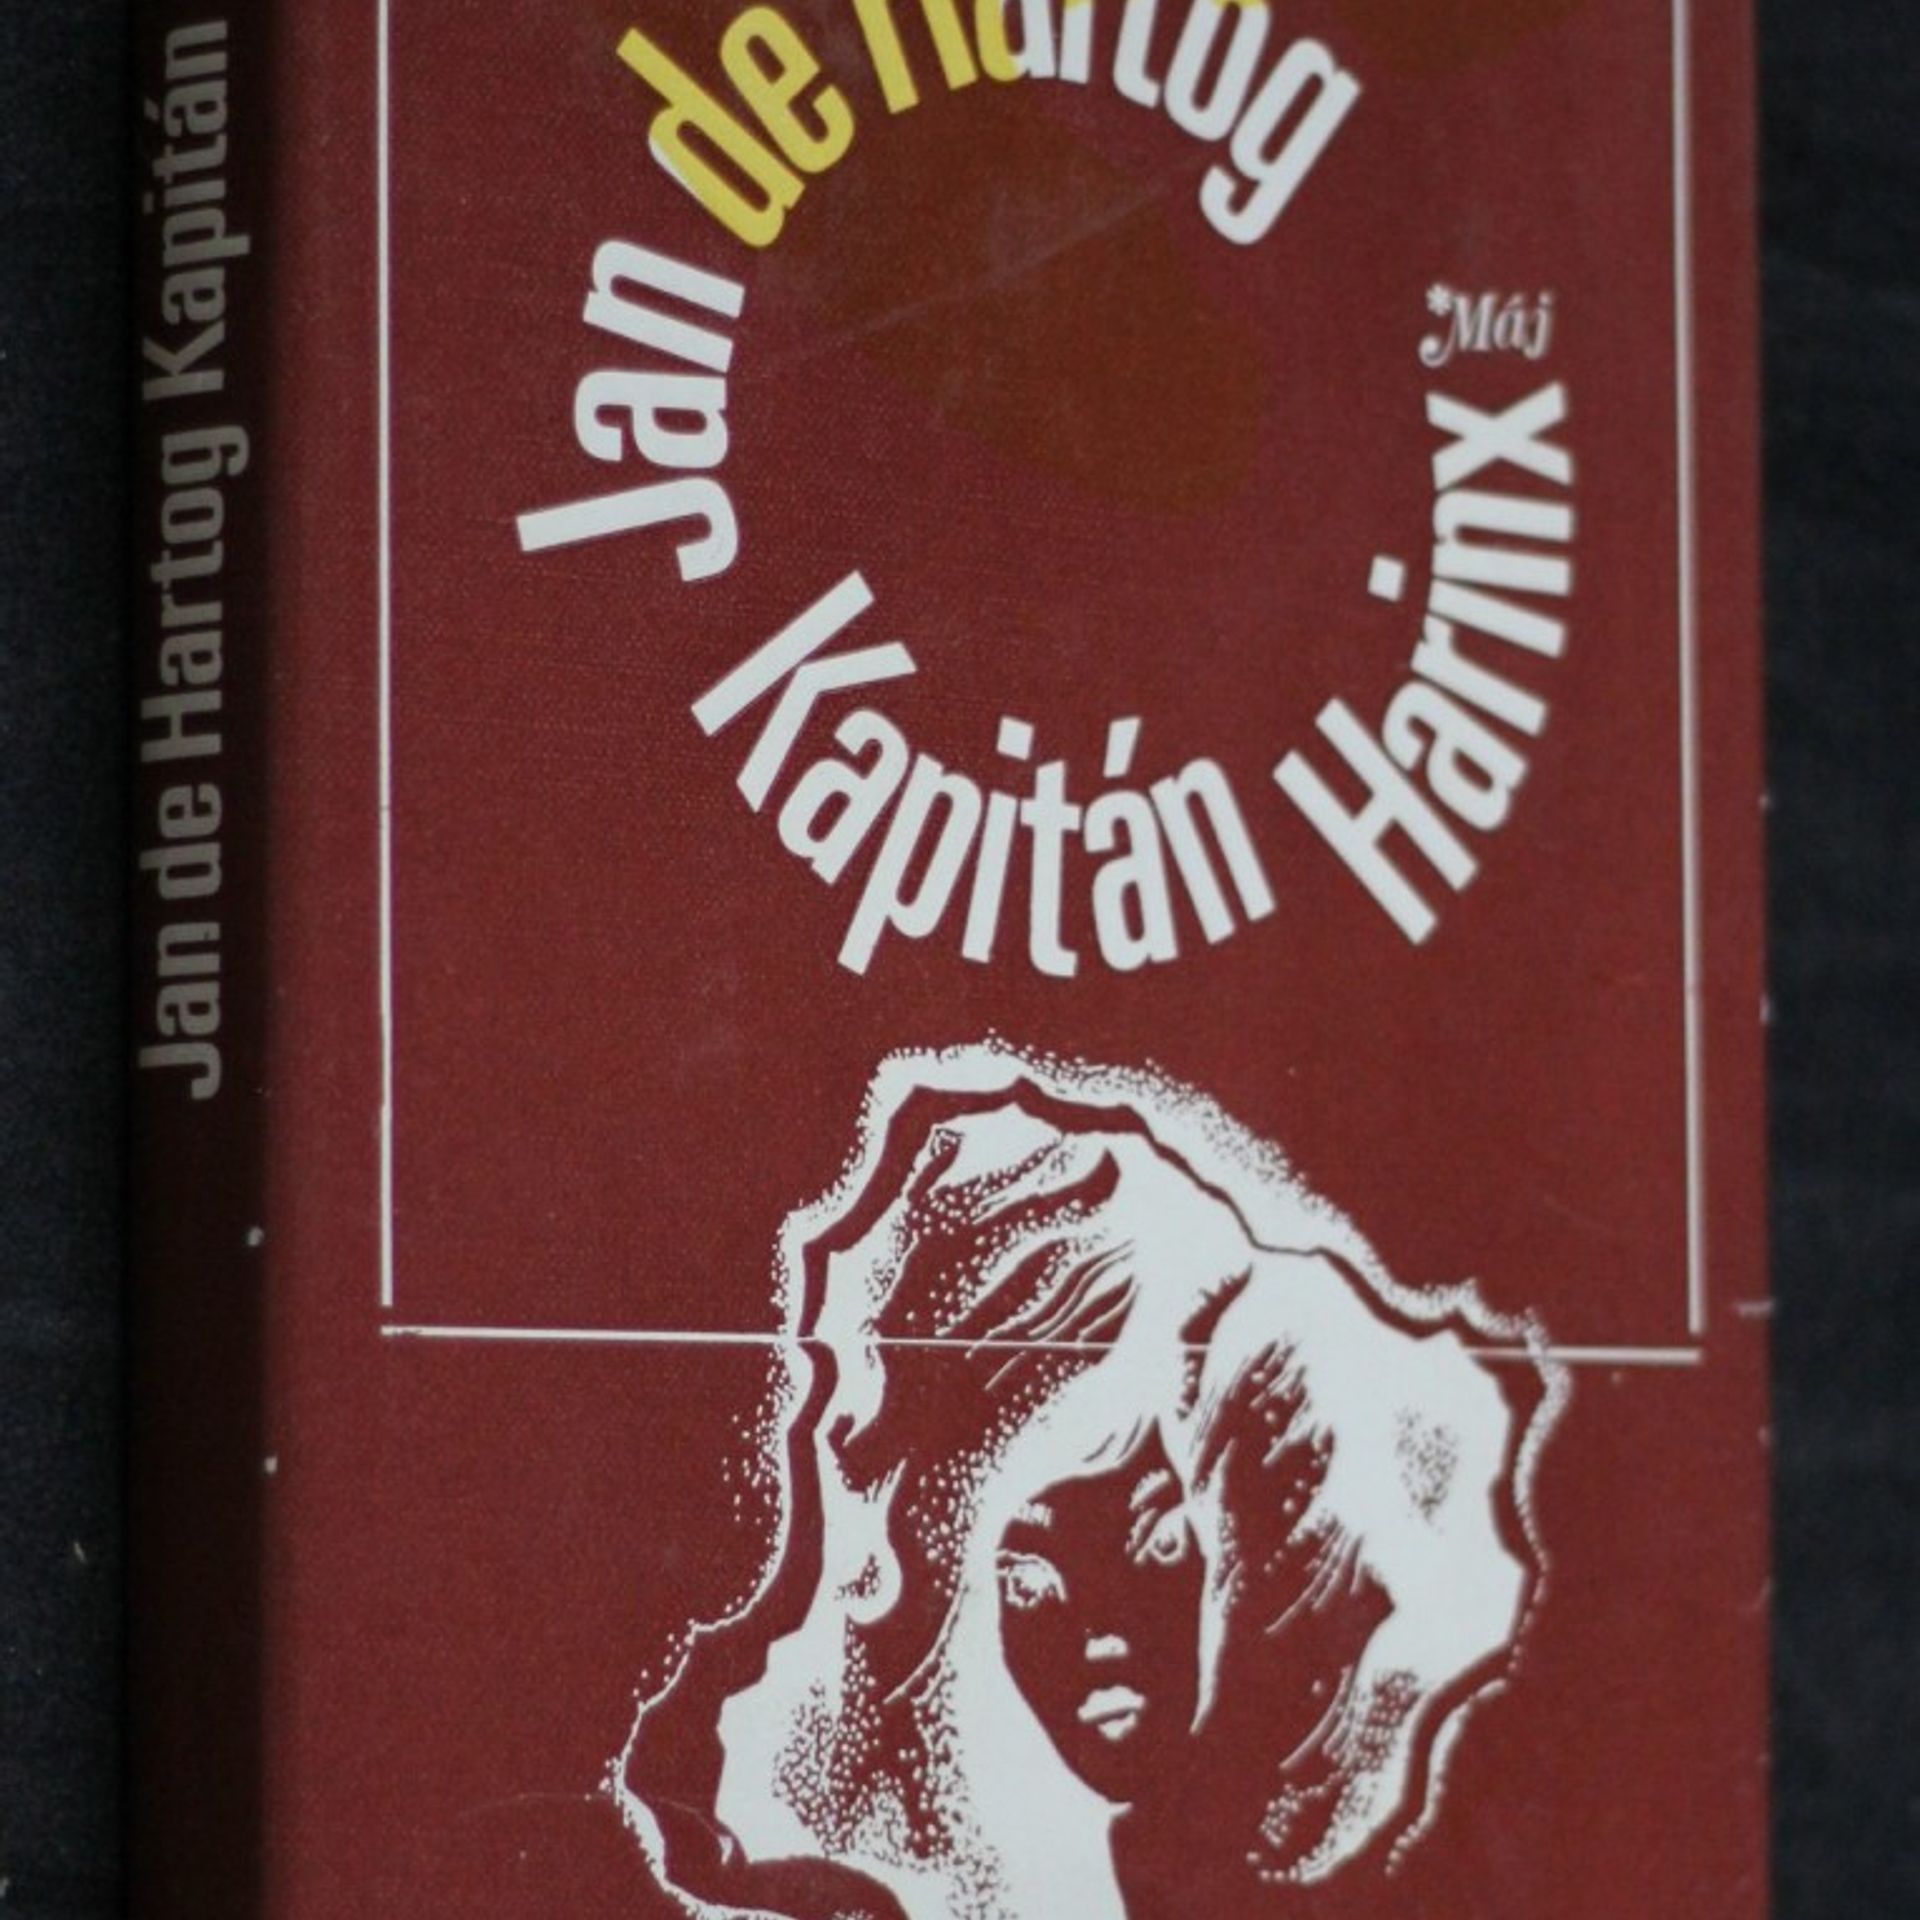 Jan de Hartog Kapitán
Jan de Hartog
Kapitán Harinx
*Máj